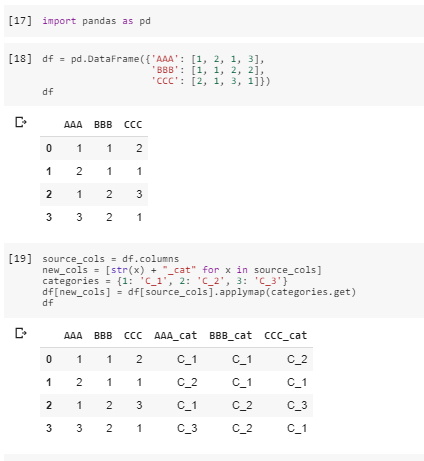 [17] import pandas as pd
[18] df = pd.DataFrame({'AAA': [1, 2, 1, 3],
'BBB': [1, 1, 2, 2],
'CCC': [2, 1, 3, 1]})
df
AAA BBB CCC
0 1 1 2
1 2 1 1
2 1 2 3
3 3 2 1
[19] source_cols = df.columns
new_cols = [str(x) + "_cat" for x in source_cols]
categories = {1: 'C_1', 2: 'C_2', 3: 'C_3'}
df[new_cols] = df[source_cols].applymap(categories.get)
df
AAA BBB CCC AAA_cat BBB_cat CCC_cat
0 1 1 2 C_1 C_1 C_2
1 2 1 1 C_2 C_1 C_1
2 1 2 3 C_1 C_2 C_3
3 3 2 1 C_3 C_2 C_1